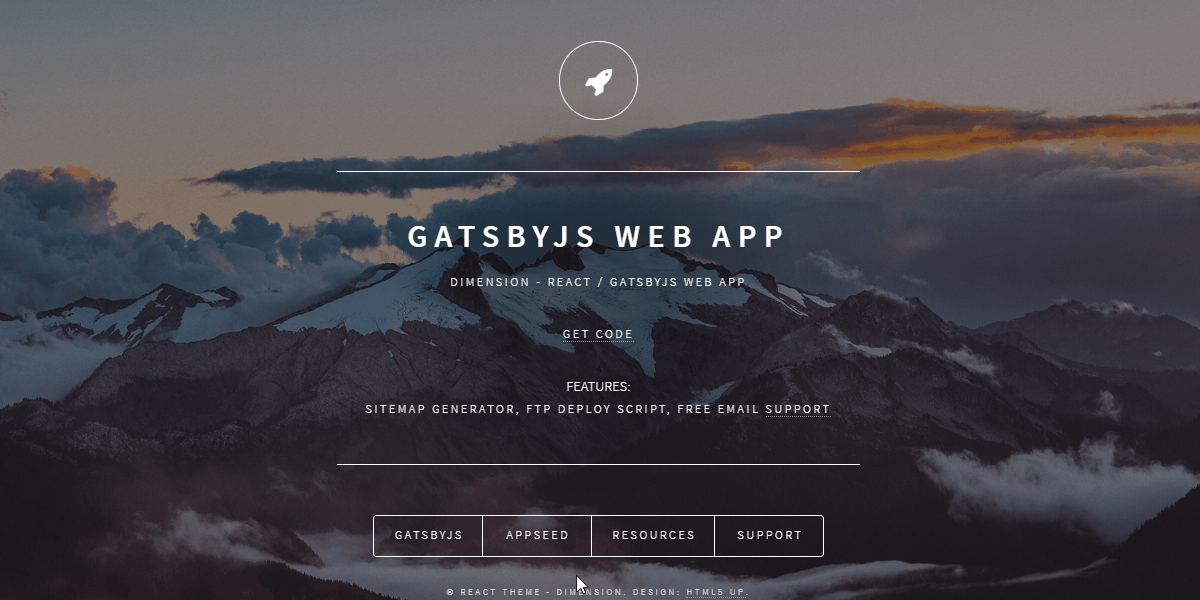 GATSBYJS WEB APP
DIMENSION - REACT / GATSBYJS WEB APP
GET CODE
FEATURES:
SITEMAP GENERATOR, FTP DEPLOY SCRIPT, FREE EMAIL SUPPORT
GATSBYJS APPSEED RESOURCES SUPPORT
© REACT THEME - DIMENSION. DESIGN: HTML5 UP.